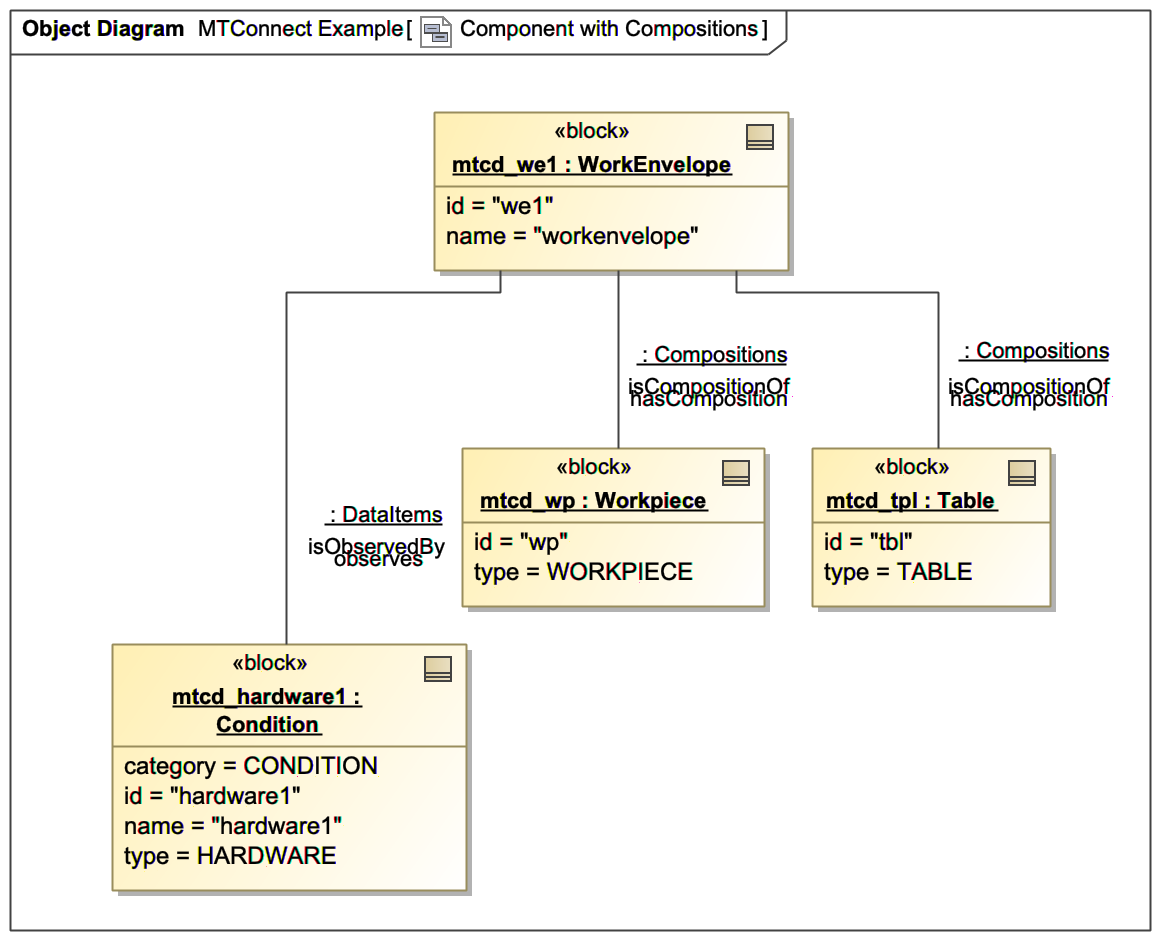 Object Diagram MTConnect Example[ Component with Compositions]
«block»
mtcd_we1 : WorkEnvelope
id = "we1"
name = "workenvelope"
: Compositions
isCompositionOf
hasComposition
: Compositions
isCompositionOf
hasComposition
: DataItems
isObservedBy
observes
«block»
mtcd_wp : Workpiece
id = "wp"
type = WORKPIECE
«block»
mtcd_tpl : Table
id = "tbl"
type = TABLE
«block»
mtcd_hardware1 :
Condition
category = CONDITION
id = "hardware1"
name = "hardware1"
type = HARDWARE